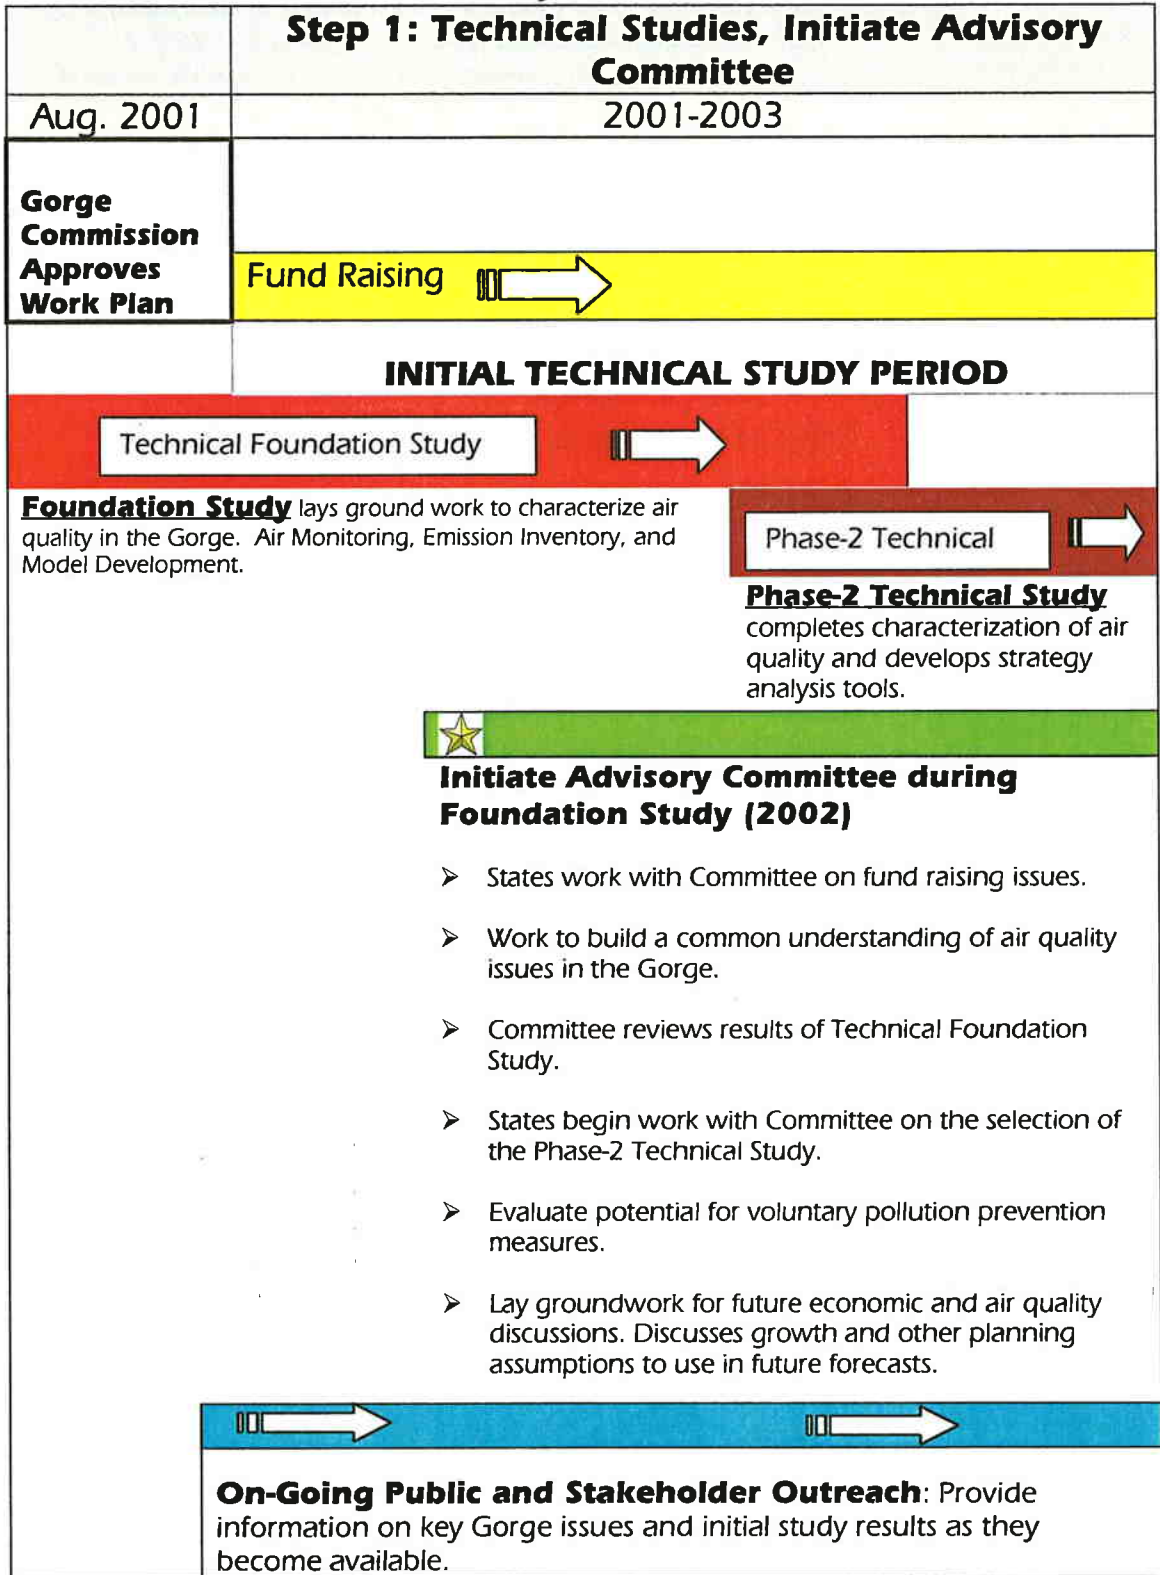 Step 1: Technical Studies, Initiate Advisory
Committee
Aug. 2001
2001-2003
Gorge
Commission
Approves
Work Plan
Fund Raising
INITIAL TECHNICAL STUDY PERIOD
Technical Foundation Study
Foundation Study lays ground work to characterize air
quality in the Gorge. Air Monitoring, Emission Inventory, and
Model Development.
Phase-2 Technical
Phase-2 Technical Study
completes characterization of air
quality and develops strategy
analysis tools.
Initiate Advisory Committee during
Foundation Study (2002)
➢ States work with Committee on fund raising issues.
➢ Work to build a common understanding of air quality
issues in the Gorge.
➢ Committee reviews results of Technical Foundation
Study.
➢ States begin work with Committee on the selection of
the Phase-2 Technical Study.
➢ Evaluate potential for voluntary pollution prevention
measures.
➢ Lay groundwork for future economic and air quality
discussions. Discusses growth and other planning
assumptions to use in future forecasts.
On-Going Public and Stakeholder Outreach: Provide
information on key Gorge issues and initial study results as they
become available.